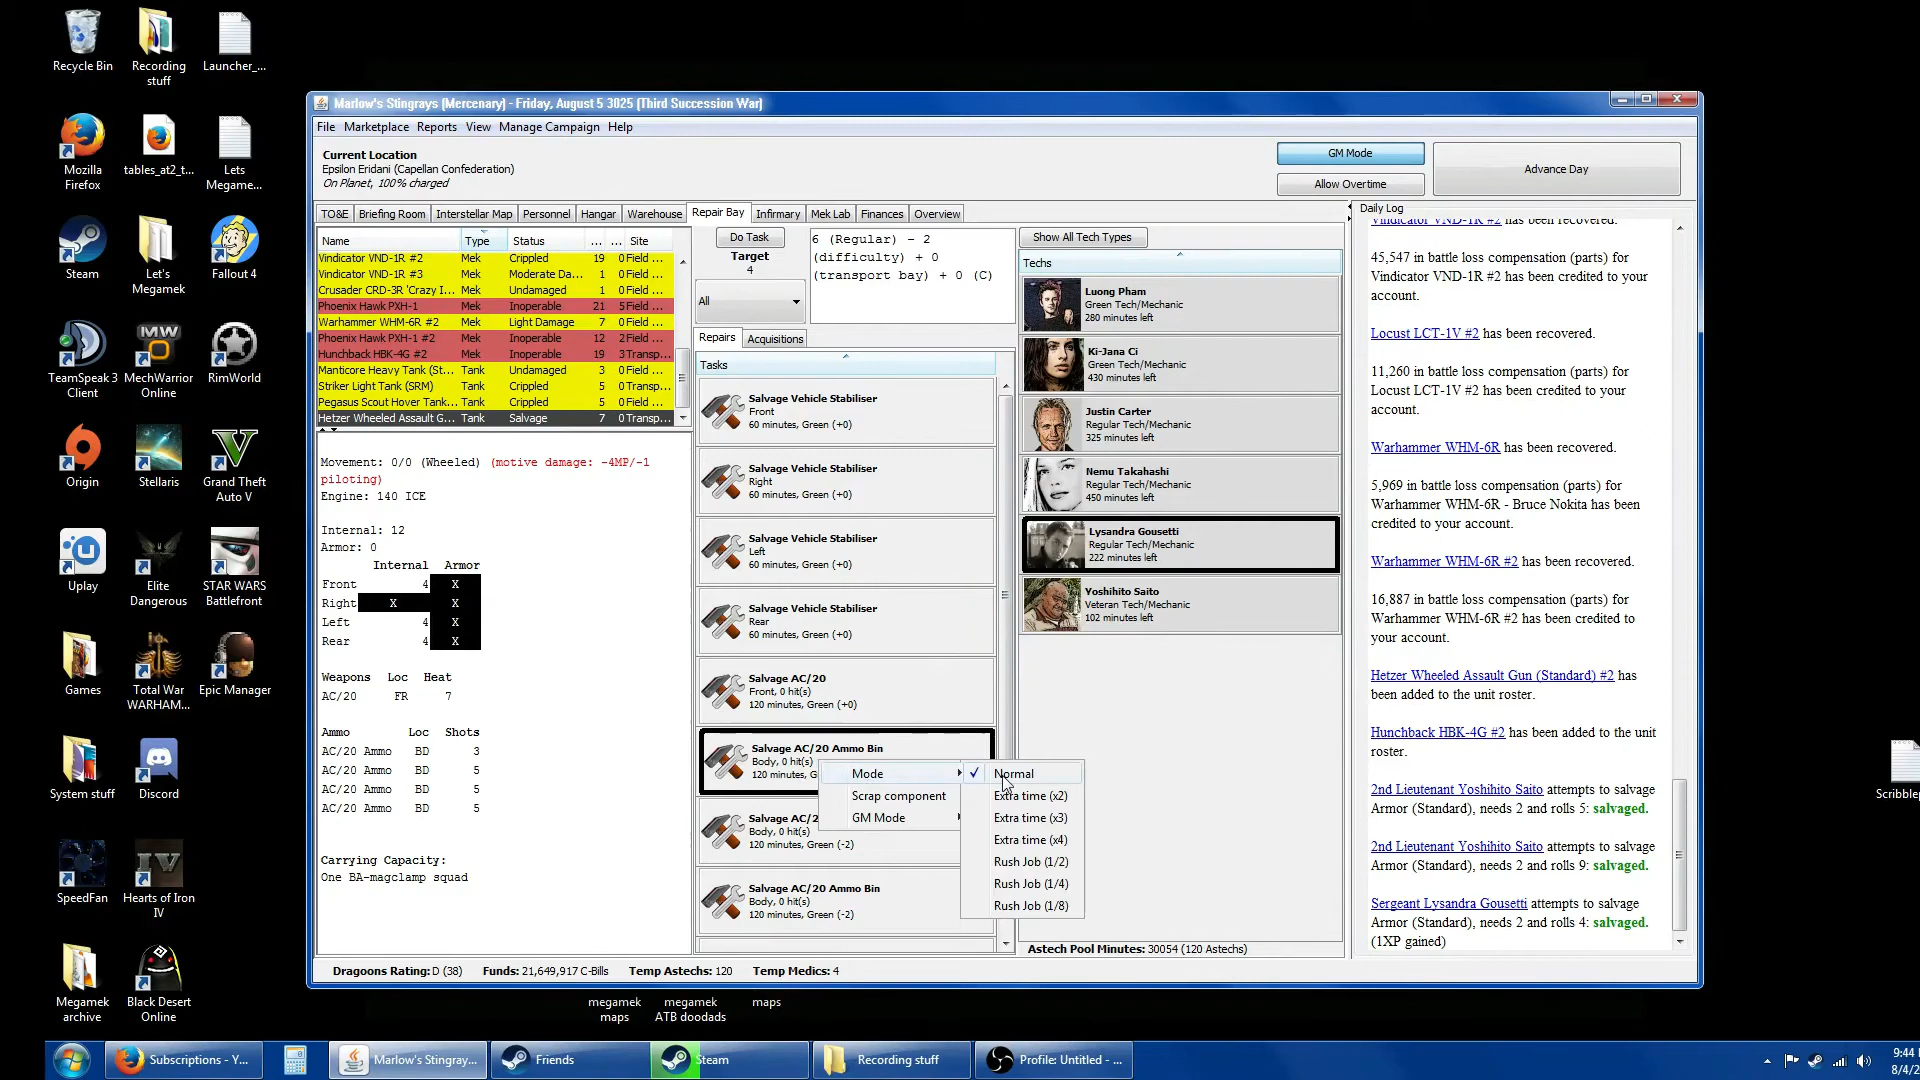 Recycle Bin
Recording stuff
Launcher_...
Mozilla Firefox
tables_at2_t...
Lets Megame...
Steam
Let's Megamek
Fallout 4
TeamSpeak 3 Client
MechWarrior Online
RimWorld
Origin
Stellaris
Grand Theft Auto V
Uplay
Elite Dangerous
STAR WARS Battlefront
Games
Total War WARHAM...
Epic Manager
System stuff
Discord
SpeedFan
Hearts of Iron IV
Megamek archive
Black Desert Online
Marlow's Stingrays (Mercenary) - Friday, August 5 3025 (Third Succession War)
File Marketplace Reports View Manage Campaign Help
Current Location
Epsilon Eridani (Capellan Confederation)
On Planet, 100% charged
GM Mode
Allow Overtime
Advance Day
TO&E Briefing Room Interstellar Map Personnel Hangar Warehouse Repair Bay Infirmary Mek Lab Finances Overview
Name Type Status ... ... Site
Vindicator VND-1R #2 Mek Crippled 19 0 Field ...
Vindicator VND-1R #3 Mek Moderate Da... 1 0 Field ...
Crusader CRD-3R 'Crazy I... Mek Undamaged 1 0 Field ...
Phoenix Hawk PXH-1 Mek Inoperable 21 5 Field ...
Warhammer WHM-6R #2 Mek Light Damage 7 0 Field ...
Phoenix Hawk PXH-1 #2 Mek Inoperable 12 2 Field ...
Hunchback HBK-4G #2 Mek Inoperable 19 3 Transp...
Manticore Heavy Tank (St... Tank Undamaged 3 0 Field ...
Striker Light Tank (SRM) Tank Crippled 5 0 Transp...
Pegasus Scout Hover Tank... Tank Crippled 5 0 Field ...
Hetzer Wheeled Assault G... Tank Salvage 7 0 Transp...
Movement: 0/0 (Wheeled) (motive damage: -4MP/-1
piloting)
Engine: 140 ICE
Internal: 12
Armor: 0
Internal Armor
Front 4 X
Right X X
Left 4 X
Rear 4 X
Weapons Loc Heat
AC/20 FR 7
Ammo Loc Shots
AC/20 Ammo BD 3
AC/20 Ammo BD 5
AC/20 Ammo BD 5
AC/20 Ammo BD 5
Carrying Capacity:
One BA-magclamp squad
Do Task
Target
4
All
6 (Regular) - 2
(difficulty) + 0
(transport bay) + 0 (C)
Repairs Acquisitions
Tasks
Salvage Vehicle Stabiliser
Front
60 minutes, Green (+0)
Salvage Vehicle Stabiliser
Right
60 minutes, Green (+0)
Salvage Vehicle Stabiliser
Left
60 minutes, Green (+0)
Salvage Vehicle Stabiliser
Rear
60 minutes, Green (+0)
Salvage AC/20
Front, 0 hit(s)
120 minutes, Green (+0)
Salvage AC/20 Ammo Bin
Body, 0 hit(s)
120 minutes, G
Salvage AC/2
Body, 0 hit(s)
120 minutes, Green (-2)
Salvage AC/20 Ammo Bin
Body, 0 hit(s)
120 minutes, Green (-2)
Mode
Scrap component
GM Mode
Normal
Extra time (x2)
Extra time (x3)
Extra time (x4)
Rush Job (1/2)
Rush Job (1/4)
Rush Job (1/8)
Show All Tech Types
Techs
Luong Pham
Green Tech/Mechanic
280 minutes left
Ki-Jana Ci
Green Tech/Mechanic
430 minutes left
Justin Carter
Regular Tech/Mechanic
325 minutes left
Nemu Takahashi
Regular Tech/Mechanic
450 minutes left
Lysandra Gousetti
Regular Tech/Mechanic
222 minutes left
Yoshihito Saito
Veteran Tech/Mechanic
102 minutes left
Astech Pool Minutes: 30054 (120 Astechs)
Daily Log
Vindicator VND-1R #2 has been recovered.
45,547 in battle loss compensation (parts) for
Vindicator VND-1R #2 has been credited to your
account.
Locust LCT-1V #2 has been recovered.
11,260 in battle loss compensation (parts) for
Locust LCT-1V #2 has been credited to your
account.
Warhammer WHM-6R has been recovered.
5,969 in battle loss compensation (parts) for
Warhammer WHM-6R - Bruce Nokita has been
credited to your account.
Warhammer WHM-6R #2 has been recovered.
16,887 in battle loss compensation (parts) for
Warhammer WHM-6R #2 has been credited to
your account.
Hetzer Wheeled Assault Gun (Standard) #2 has
been added to the unit roster.
Hunchback HBK-4G #2 has been added to the unit
roster.
2nd Lieutenant Yoshihito Saito attempts to salvage
Armor (Standard), needs 2 and rolls 5: salvaged.
2nd Lieutenant Yoshihito Saito attempts to salvage
Armor (Standard), needs 2 and rolls 9: salvaged.
Sergeant Lysandra Gousetti attempts to salvage
Armor (Standard), needs 2 and rolls 4: salvaged.
(1XP gained)
Dragoons Rating: D (38) Funds: 21,649,917 C-Bills Temp Astechs: 120 Temp Medics: 4
megamek maps
megamek ATB doodads
maps
Scribble
Subscriptions - Y...
Marlow's Stingray...
Friends
Steam
Recording stuff
Profile: Untitled - ...
9:44
8/4/2